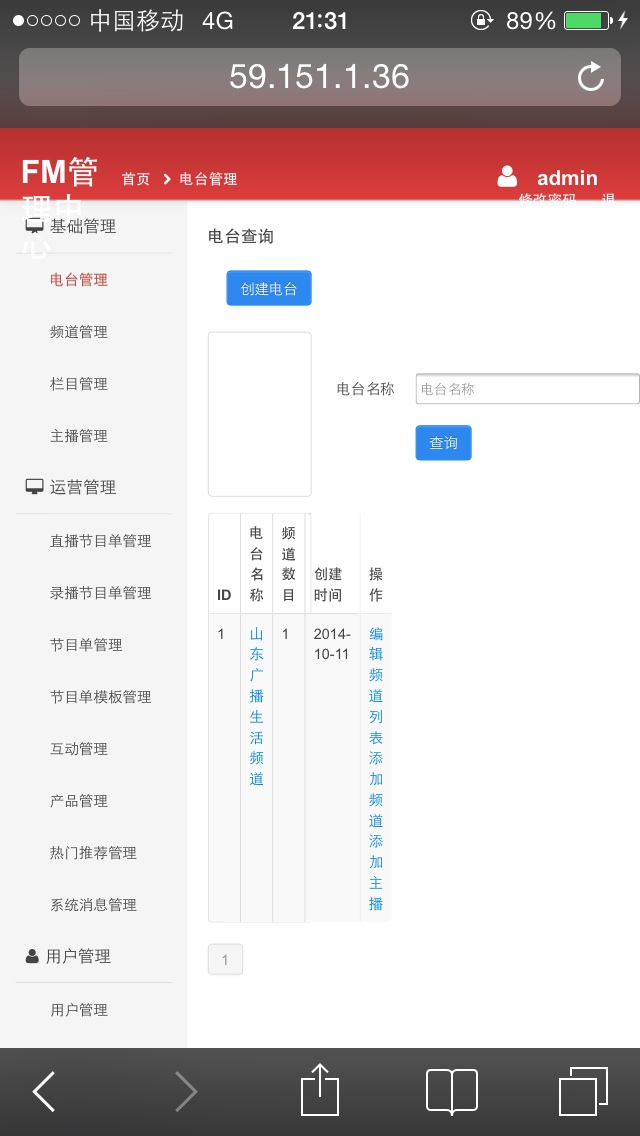 中国移动 4G 21:31 89%
59.151.1.36
FM管理中心
首页 电台管理
admin
修改密码 退
基础管理
电台管理
频道管理
栏目管理
主播管理
运营管理
直播节目单管理
录播节目单管理
节目单管理
节目单模板管理
互动管理
产品管理
热门推荐管理
系统消息管理
用户管理
用户管理
电台查询
创建电台
电台名称 电台名称
查询
ID 电台名称 频道数目 创建时间 操作
1 山东广播生活频道 1 2014-10-11 编辑频道列表添加频道添加主播
1